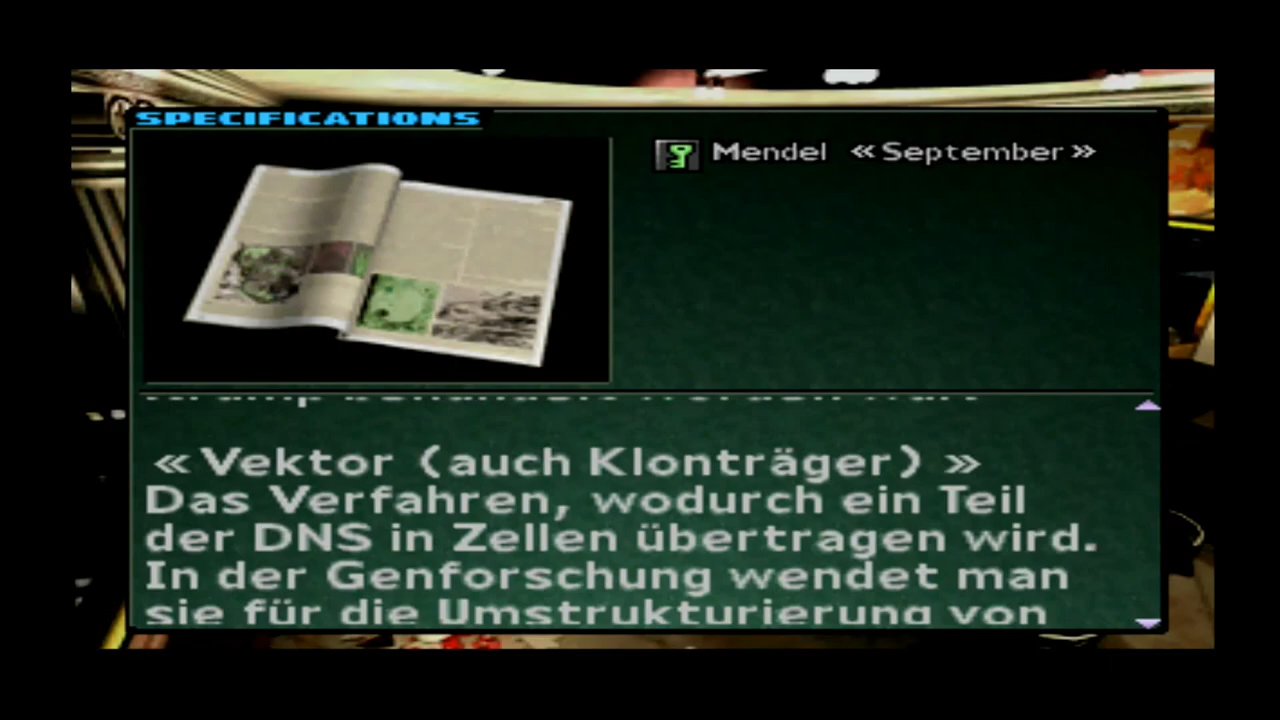 SPECIFICATIONS
Mendel «September»
«Vektor (auch Klonträger)»
Das Verfahren, wodurch ein Teil
der DNS in Zellen übertragen wird.
In der Genforschung wendet man
sie für die Umstrukturierung von